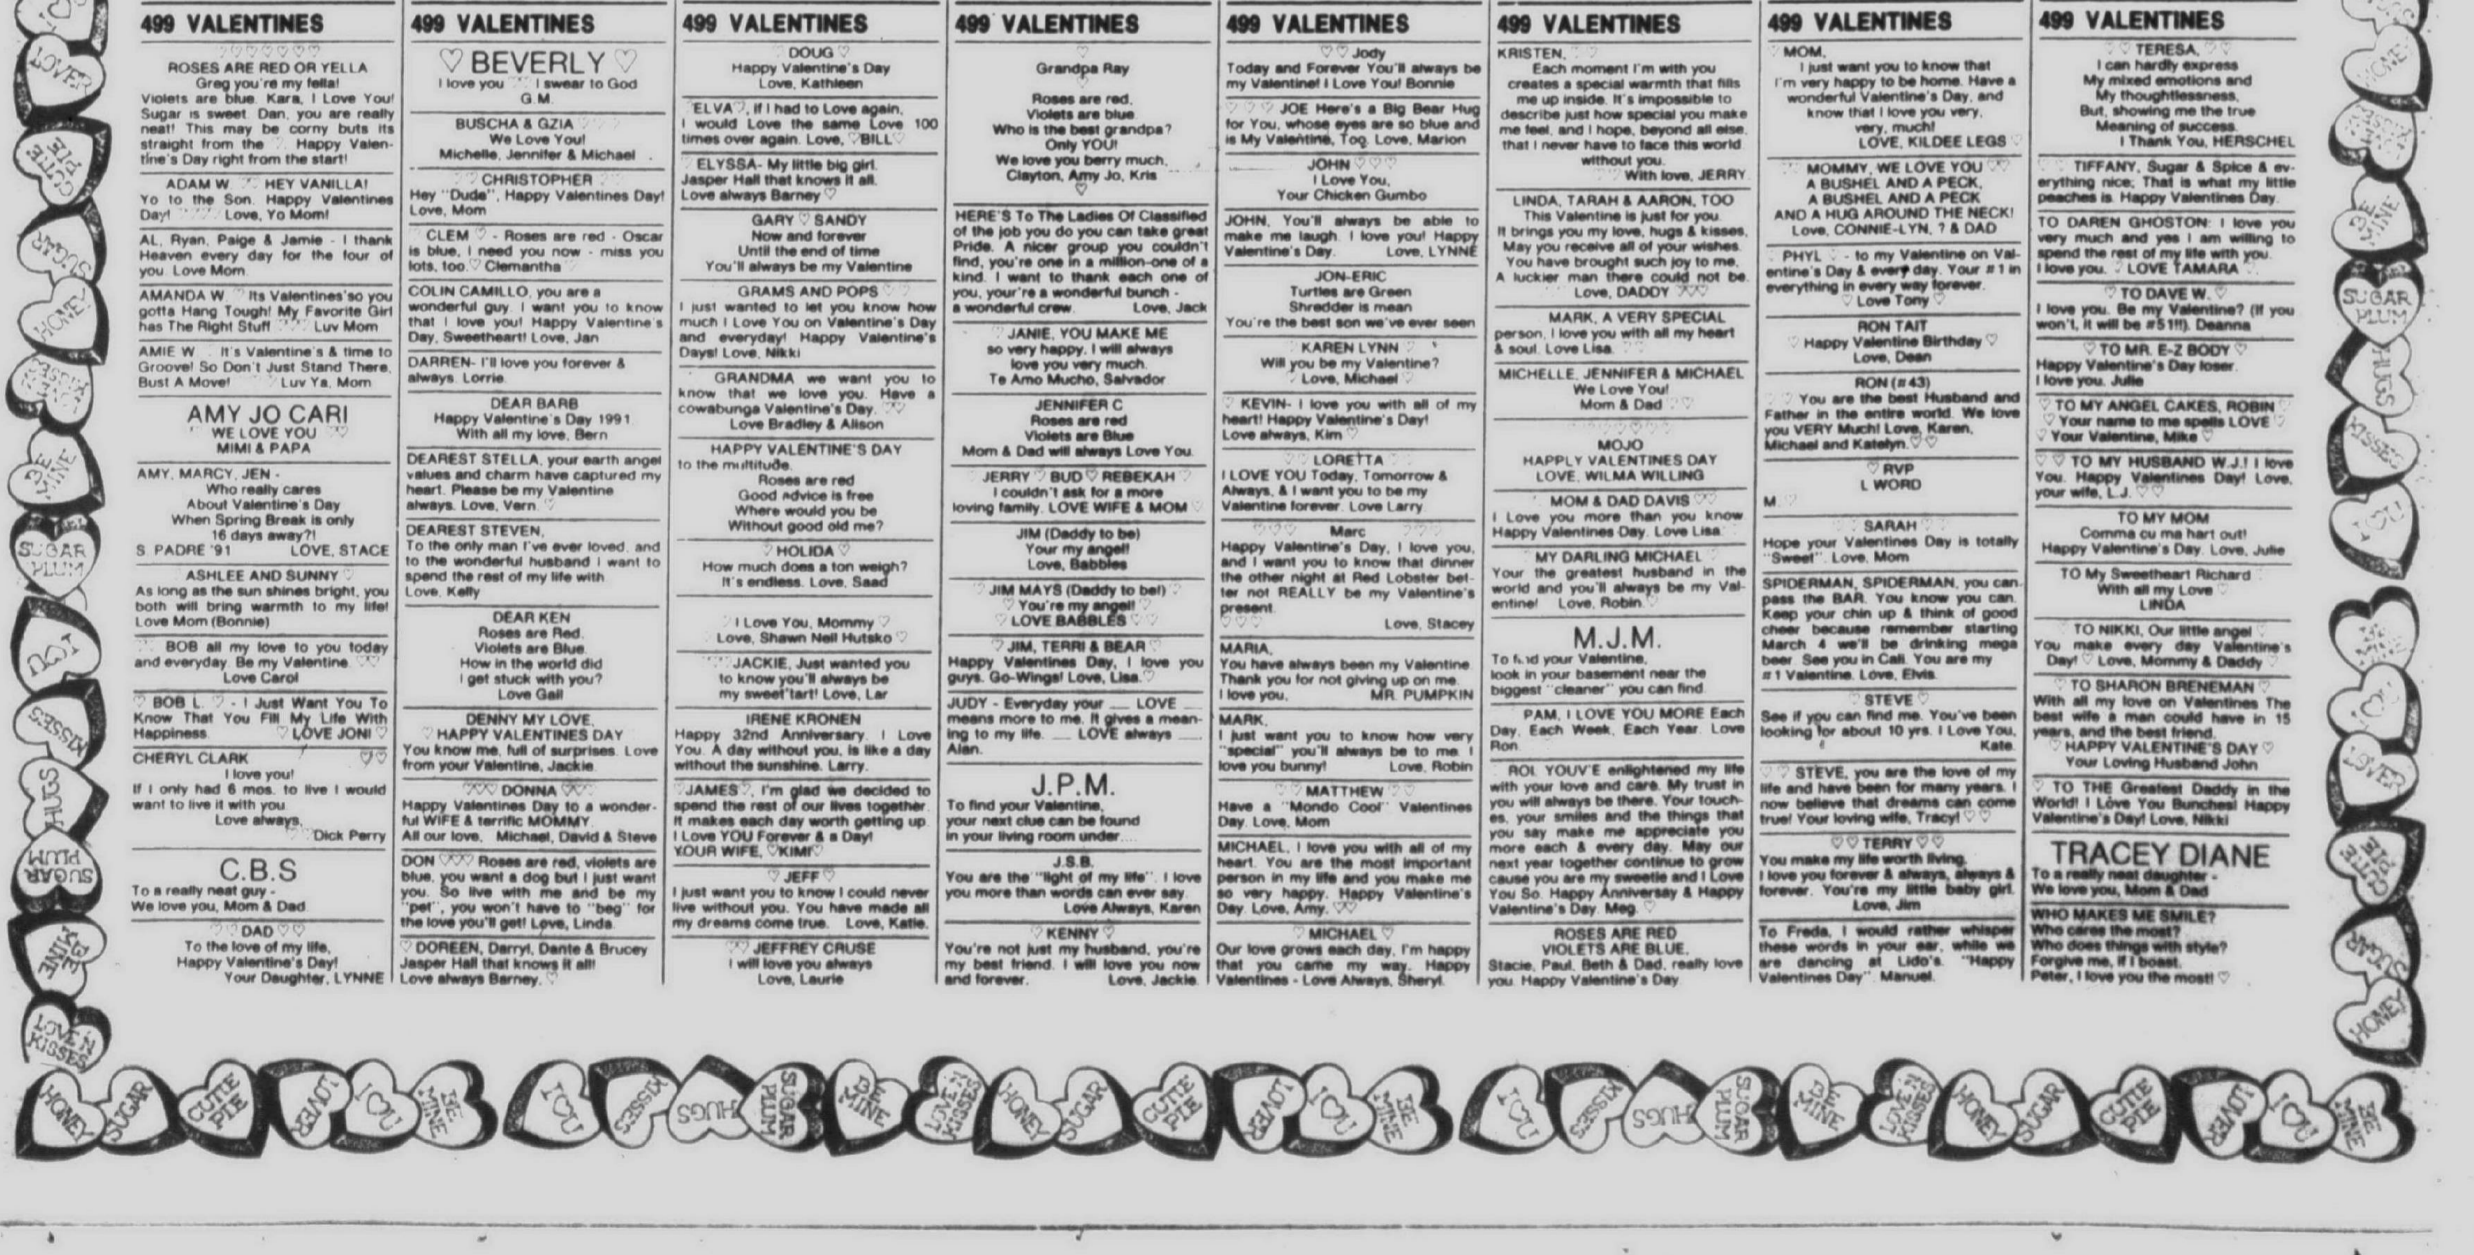 499 VALENTINES
♡♡♡♡♡♡♡
ROSES ARE RED OR YELLA
Greg you're my fella!
Violets are blue. Kara, I Love You!
Sugar is sweet. Dan, you are really
neat! This may be corny buts its
straight from the ♡. Happy Valen-
tine's Day right from the start!
ADAM W. ♡♡ HEY VANILLA!
Yo to the Son. Happy Valentines
Day! ♡♡♡ Love, Yo Mom!
AL, Ryan, Paige & Jamie - I thank
Heaven every day for the four of
you. Love Mom.
AMANDA W. ♡ Its Valentines'so you
gotta Hang Tough! My Favorite Girl
has The Right Stuff ♡♡♡ Luv Mom
AMIE W ♡ It's Valentine's & time to
Groove! So Don't Just Stand There,
Bust A Move! ♡♡ Luv Ya, Mom
AMY JO CARI
♡♡ WE LOVE YOU ♡♡
MIMI & PAPA
AMY, MARCY, JEN -
Who really cares
About Valentine's Day
When Spring Break is only
16 days away?!
S. PADRE '91 LOVE, STACE
ASHLEE AND SUNNY ♡
As long as the sun shines bright, you
both will bring warmth to my life!
Love Mom (Bonnie)
♡♡ BOB all my love to you today
and everyday. Be my Valentine. ♡♡
Love Carol
♡ BOB L. ♡ - I Just Want You To
Know That You Fill My Life With
Happiness. ♡ LOVE JONI ♡
CHERYL CLARK ♡♡
I love you!
If I only had 6 mos. to live I would
want to live it with you.
Love always,
♡♡ Dick Perry
C.B.S
To a really neat guy -
We love you, Mom & Dad
♡♡ DAD ♡♡
To the love of my life,
Happy Valentine's Day!
Your Daughter, LYNNE
499 VALENTINES
♡ BEVERLY ♡
I love you ♡♡ I swear to God
G.M.
BUSCHA & GZIA ♡♡♡
We Love You!
Michelle, Jennifer & Michael
♡♡ CHRISTOPHER ♡♡
Hey "Dude", Happy Valentines Day!
Love, Mom
♡ CLEM ♡ - Roses are red - Oscar
is blue, I need you now - miss you
lots, too.♡ Clemantha ♡
COLIN CAMILLO, you are a
wonderful guy. I want you to know
that I love you! Happy Valentine's
Day, Sweetheart! Love, Jan
DARREN- I'll love you forever &
always. Lorrie.
DEAR BARB
Happy Valentine's Day 1991.
With all my love, Bern
DEAREST STELLA, your earth angel
values and charm have captured my
heart. Please be my Valentine
always. Love, Vern. ♡
DEAREST STEVEN,
To the only man I've ever loved, and
to the wonderful husband I want to
spend the rest of my life with
Love, Kelly
DEAR KEN
Roses are Red.
Violets are Blue.
How in the world did
I get stuck with you?
Love Gail
DENNY MY LOVE,
♡ HAPPY VALENTINES DAY
You know me, full of surprises. Love
from your Valentine, Jackie.
♡♡♡ DONNA ♡♡♡
Happy Valentines Day to a wonder-
ful WIFE & terrific MOMMY.
All our love, Michael, David & Steve
DON ♡♡♡ Roses are red, violets are
blue, you want a dog but I just want
you. So live with me and be my
"pet", you won't have to "beg" for
the love you'll get! Love, Linda.
♡ DOREEN, Darryl, Dante & Brucey
Jasper Hall that knows it all!
Love always Barney. ♡
499 VALENTINES
♡ DOUG ♡
Happy Valentine's Day
Love, Kathleen
♡ELVA♡, if I had to Love again,
I would Love the same Love 100
times over again. Love, ♡BILL♡
♡ ELYSSA- My little big girl.
Jasper Hall that knows it all.
Love always Barney ♡
GARY ♡ SANDY
Now and forever
Until the end of time
You'll always be my Valentine
GRAMS AND POPS ♡♡
I just wanted to let you know how
much I Love You on Valentine's Day
and everyday! Happy Valentine's
Days! Love, Nikki
GRANDMA we want you to
know that we love you. Have a
cowabunga Valentine's Day. ♡♡
Love Bradley & Alison
HAPPY VALENTINE'S DAY
to the multitude.
Roses are red
Good advice is free
Where would you be
Without good old me?
♡ HOLIDA ♡
How much does a ton weigh?
It's endless. Love, Saad
♡ I Love You, Mommy ♡
♡ Love, Shawn Neil Hutsko ♡
♡♡♡ JACKIE, Just wanted you
to know you'll always be
my sweet'tart! Love, Lar
IRENE KRONEN
Happy 32nd Anniversary. I Love
You. A day without you, is like a day
without the sunshine. Larry.
♡JAMES♡, I'm glad we decided to
spend the rest of our lives together.
It makes each day worth getting up.
I Love YOU Forever & a Day!
YOUR WIFE, ♡KIMI♡
♡ JEFF ♡
I just want you to know I could never
live without you. You have made all
my dreams come true. Love, Katie.
♡♡ JEFFREY CRUSE
I will love you always
Love, Laurie
499 VALENTINES
♡
Grandpa Ray
♡
Roses are red,
Violets are blue.
Who is the best grandpa?
Only YOU!
We love you berry much,
Clayton, Amy Jo, Kris
♡
HERE'S To The Ladies Of Classified
of the job you do you can take great
Pride. A nicer group you couldn't
find, you're one in a million-one of a
kind. I want to thank each one of
you, your're a wonderful bunch -
a wonderful crew. Love, Jack
♡ JANIE, YOU MAKE ME
so very happy. I will always
love you very much.
Te Amo Mucho, Salvador
JENNIFER C
Roses are red
Violets are Blue
Mom & Dad will always Love You.
♡ JERRY ♡ BUD ♡ REBEKAH ♡
I couldn't ask for a more
loving family. LOVE WIFE & MOM ♡
JIM (Daddy to be)
Your my angel!
Love, Babbles
♡ JIM MAYS (Daddy to be!) ♡
♡ You're my angel! ♡
♡ LOVE BABBLES ♡♡
♡ JIM, TERRI & BEAR ♡
Happy Valentines Day, I love you
guys. Go-Wings! Love, Lisa.♡
JUDY - Everyday your __ LOVE __
means more to me. It gives a mean-
ing to my life. __ LOVE always __.
Alan.
J.P.M.
To find your Valentine,
your next clue can be found
in your living room under....
J.S.B.
You are the "light of my life". I love
you more than words can ever say.
Love Always, Karen
♡ KENNY ♡
You're not just my husband, you're
my best friend. I will love you now
and forever. Love, Jackie.
499 VALENTINES
♡♡ Jody
Today and Forever You'll always be
my Valentine! I Love You! Bonnie
♡♡♡ JOE Here's a Big Bear Hug
for You, whose eyes are so blue and
is My Valentine, Too. Love, Marion
JOHN ♡♡♡
I Love You,
Your Chicken Gumbo
JOHN, You'll always be able to
make me laugh. I love you! Happy
Valentine's Day. Love, LYNNE
JON-ERIC
Turtles are Green
Shredder is mean
You're the best son we've ever seen
♡ KAREN LYNN ♡
Will you be my Valentine?
♡ Love, Michael ♡
♡ KEVIN- I love you with all of my
heart! Happy Valentine's Day!
Love always, Kim ♡
♡♡ LORETTA ♡♡
I LOVE YOU Today, Tomorrow &
Always, & I want you to be my
Valentine forever. Love Larry.
♡♡♡ Marc ♡♡♡
Happy Valentine's Day, I love you,
and I want you to know that dinner
the other night at Red Lobster bet-
ter not REALLY be my Valentine's
present.
♡♡♡ Love, Stacey
MARIA,
You have always been my Valentine.
Thank you for not giving up on me.
I love you. MR. PUMPKIN
MARK,
I just want you to know how very
"special" you'll always be to me. I
love you bunny! Love, Robin
♡♡ MATTHEW ♡♡
Have a "Mondo Cool" Valentines
Day. Love, Mom
MICHAEL, I love you with all of my
heart. You are the most important
person in my life and you make me
so very happy. Happy Valentine's
Day. Love, Amy. ♡♡
♡ MICHAEL ♡
Our love grows each day, I'm happy
that you came my way. Happy
Valentines - Love Always, Sheryl.
499 VALENTINES
KRISTEN, ♡♡
Each moment I'm with you
creates a special warmth that fills
me up inside. It's impossible to
describe just how special you make
me feel, and I hope, beyond all else,
that I never have to face this world
without you.
♡♡ With love, JERRY
LINDA, TARAH & AARON, TOO
This Valentine is just for you.
It brings you my love, hugs & kisses,
May you receive all of your wishes.
You have brought such joy to me,
A luckier man there could not be.
♡♡ Love, DADDY ♡♡♡
MARK, A VERY SPECIAL
person, I love you with all my heart
& soul. Love Lisa. ♡♡
MICHELLE, JENNIFER & MICHAEL
We Love You!
Mom & Dad ♡♡
♡♡♡♡♡♡
MOJO
HAPPLY VALENTINES DAY
LOVE, WILMA WILLING
♡ MOM & DAD DAVIS ♡♡
I Love you more than you know
Happy Valentines Day. Love Lisa.
♡ MY DARLING MICHAEL ♡
Your the greatest husband in the
world and you'll always be my Val-
entine! Love, Robin.♡
M.J.M.
To find your Valentine,
look in your basement near the
biggest "cleaner" you can find.
♡ PAM, I LOVE YOU MORE Each
Day, Each Week, Each Year. Love
Ron.
♡ ROI, YOUV'E enlightened my life
with your love and care. My trust in
you will always be there. Your touch-
es, your smiles and the things that
you say make me appreciate you
more each & every day. May our
next year together continue to grow
cause you are my sweetie and I Love
You So. Happy Anniversay & Happy
Valentine's Day. Meg. ♡
ROSES ARE RED
VIOLETS ARE BLUE,
Stacie, Paul, Beth & Dad, really love
you. Happy Valentine's Day.
499 VALENTINES
♡ MOM,
I just want you to know that
I'm very happy to be home. Have a
wonderful Valentine's Day, and
know that I love you very,
very, much!
LOVE, KILDEE LEGS ♡
MOMMY, WE LOVE YOU ♡♡
A BUSHEL AND A PECK,
A BUSHEL AND A PECK
AND A HUG AROUND THE NECK!
Love, CONNIE-LYN, ? & DAD
♡ PHYL ♡ - to my Valentine on Val-
entine's Day & every day. Your #1 in
everything in every way forever.
♡ Love Tony ♡
RON TAIT
♡ Happy Valentine Birthday ♡
Love, Dean
RON (#43)
♡♡ You are the best Husband and
Father in the entire world. We love
you VERY Much! Love, Karen,
Michael and Katelyn.♡♡
♡ RVP
L WORD
M.♡
♡ SARAH ♡
Hope your Valentines Day is totally
"Sweet". Love, Mom
SPIDERMAN, SPIDERMAN, you can
pass the BAR. You know you can.
Keep your chin up & think of good
cheer because remember starting
March 4 we'll be drinking mega
beer. See you in Cali. You are my
#1 Valentine. Love, Elvis.
♡ STEVE ♡
See if you can find me. You've been
looking for about 10 yrs. I Love You,
Kate.
♡♡ STEVE, you are the love of my
life and have been for many years. I
now believe that dreams can come
true! Your loving wife, Tracy! ♡♡
♡♡ TERRY ♡♡
You make my life worth living.
I love you forever & always, always &
forever. You're my little baby girl.
Love, Jim
To Freda, I would rather whisper
these words in your ear, while we
are dancing at Lido's. "Happy
Valentines Day". Manuel.
499 VALENTINES
♡♡ TERESA, ♡♡
I can hardly express
My mixed emotions and
My thoughtlessness,
But, showing me the true
Meaning of success.
I Thank You, HERSCHEL
♡ TIFFANY, Sugar & Spice & ev-
erything nice; That is what my little
peaches is. Happy Valentines Day.
TO DAREN GHOSTON: I love you
very much and yes I am willing to
spend the rest of my life with you.
I love you. ♡ LOVE TAMARA ♡
♡ TO DAVE W. ♡
I love you. Be my Valentine? (If you
won't, it will be #51!!!). Deanna
♡ TO MR. E-Z BODY ♡
Happy Valentine's Day loser.
I love you. Julie
♡ TO MY ANGEL CAKES, ROBIN ♡
♡ Your name to me spells LOVE ♡
♡ Your Valentine, Mike ♡
♡♡ TO MY HUSBAND W.J.! I love
You. Happy Valentines Day! Love,
your wife, L.J. ♡♡
TO MY MOM
Comma cu ma hart out!
Happy Valentine's Day. Love, Julie
TO My Sweetheart Richard ♡
With all my Love ♡
LINDA
♡ TO NIKKI, Our little angel ♡
You make every day Valentine's
Day! ♡ Love, Mommy & Daddy ♡
♡ TO SHARON BRENEMAN ♡
With all my love on Valentines The
best wife a man could have in 15
years, and the best friend.
♡ HAPPY VALENTINE'S DAY ♡
Your Loving Husband John
♡ TO THE Greatest Daddy in the
World! I Love You Bunches! Happy
Valentine's Day! Love, Nikki
TRACEY DIANE
To a really neat daughter -
We love you, Mom & Dad
WHO MAKES ME SMILE?
Who cares the most?
Who does things with style?
Forgive me, if I boast.
Peter, I love you the most! ♡
LOVER
CUTIE PIE
SUGAR
HONEY
BE MINE
SUGAR PLUM
I♡U
KISSES
HUGS
SUGAR PLUM
BE MINE
LOVE'N KISSES
HONEY
CUTIE PIE
BE MINE
SUGAR PLUM
HUGS
KISSES
I♡U
BE MINE
I♡U
LOVER
CUTIE PIE
SUGAR
HONEY
HONEY
SUGAR
CUTIE PIE
LOVER
I♡U
BE MINE
I♡U
KISSES
HUGS
SUGAR PLUM
BE MINE
LOVE'N KISSES
HONEY
SUGAR
CUTIE PIE
LOVER
I♡U
BE MINE
I♡U
KISSES
HUGS
SUGAR PLUM
BE MINE
LOVE'N KISSES
HONEY
SUGAR
CUTIE PIE
LOVER
I♡U
BE MINE